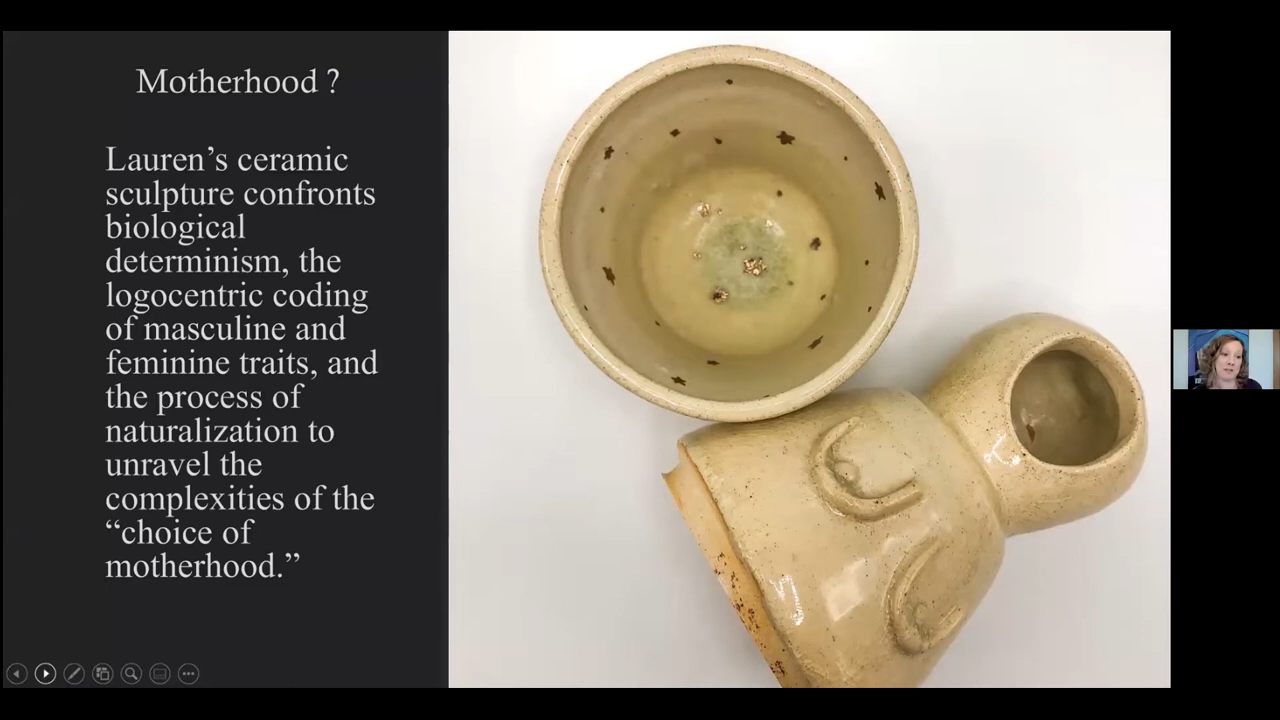 Motherhood ?
Lauren’s ceramic
sculpture confronts
biological
determinism, the
logocentric coding
of masculine and
feminine traits, and
the process of
naturalization to
unravel the
complexities of the
“choice of
motherhood.”